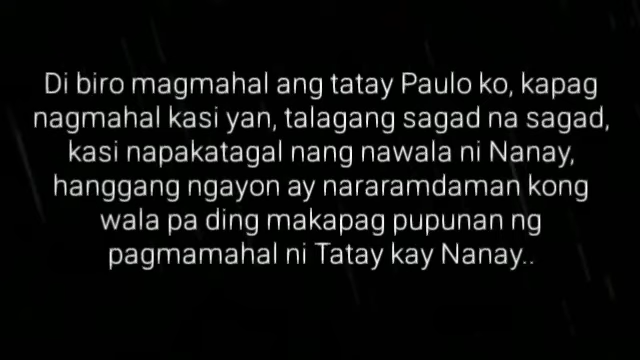 Di biro magmahal ang tatay Paulo ko, kapag
nagmahal kasi yan, talagang sagad na sagad,
kasi napakatagal nang nawala ni Nanay,
hanggang ngayon ay nararamdaman kong
wala pa ding makapag pupunan ng
pagmamahal ni Tatay kay Nanay..